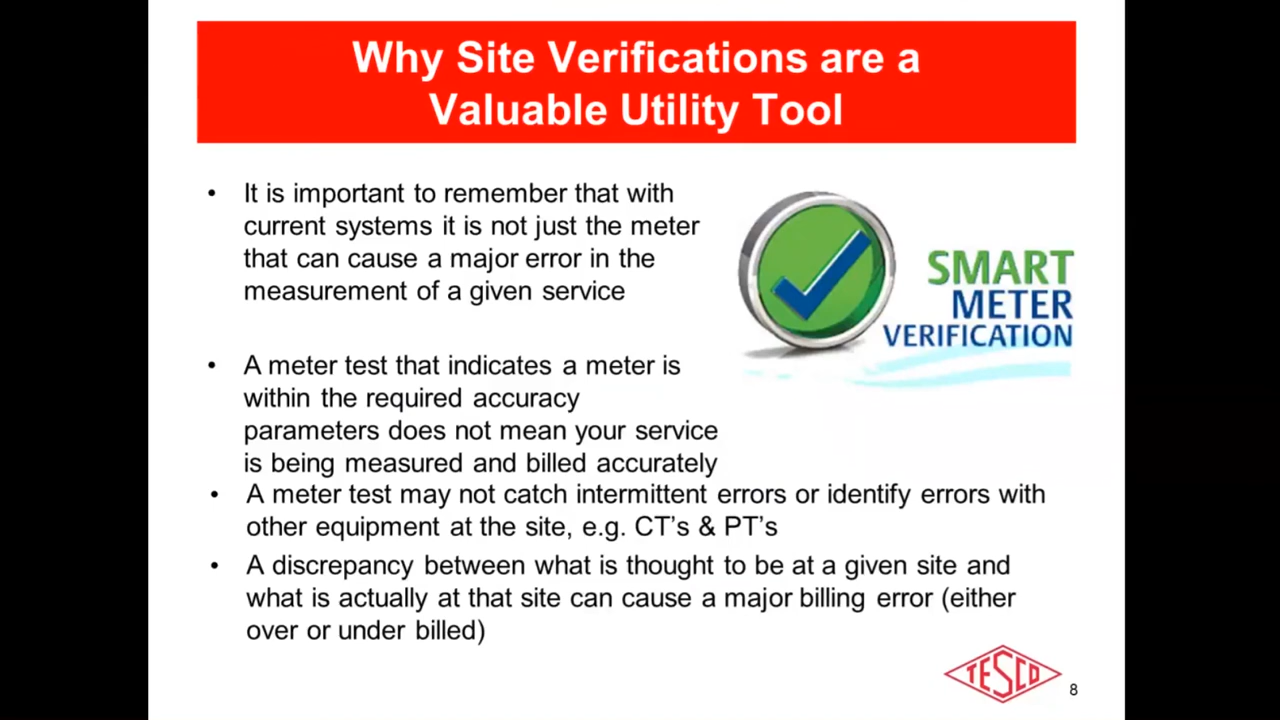 Why Site Verifications are a
Valuable Utility Tool
• It is important to remember that with
current systems it is not just the meter
that can cause a major error in the
measurement of a given service
SMART
METER
VERIFICATION
• A meter test that indicates a meter is
within the required accuracy
parameters does not mean your service
is being measured and billed accurately
• A meter test may not catch intermittent errors or identify errors with
other equipment at the site, e.g. CT’s & PT’s
• A discrepancy between what is thought to be at a given site and
what is actually at that site can cause a major billing error (either
over or under billed)
TESCO
8